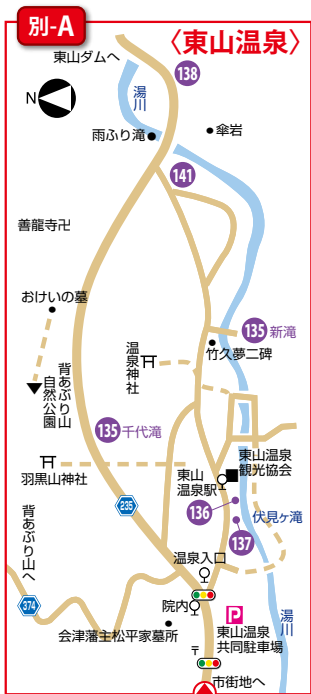 別-A
〈東山温泉〉
東山ダムへ
138
湯川
N
雨ふり滝
傘岩
141
善龍寺卍
おけいの墓
135 新滝
竹久夢二碑
温泉神社
背あぶり山
自然公園
135 千代滝
東山温泉
観光協会
東山
温泉駅
羽黒山神社
136
伏見ヶ滝
235
137
背あぶり山へ
温泉入口
374
院内
P
湯川
会津藩主松平家墓所
東山温泉
共同駐車場
〒
市街地へ